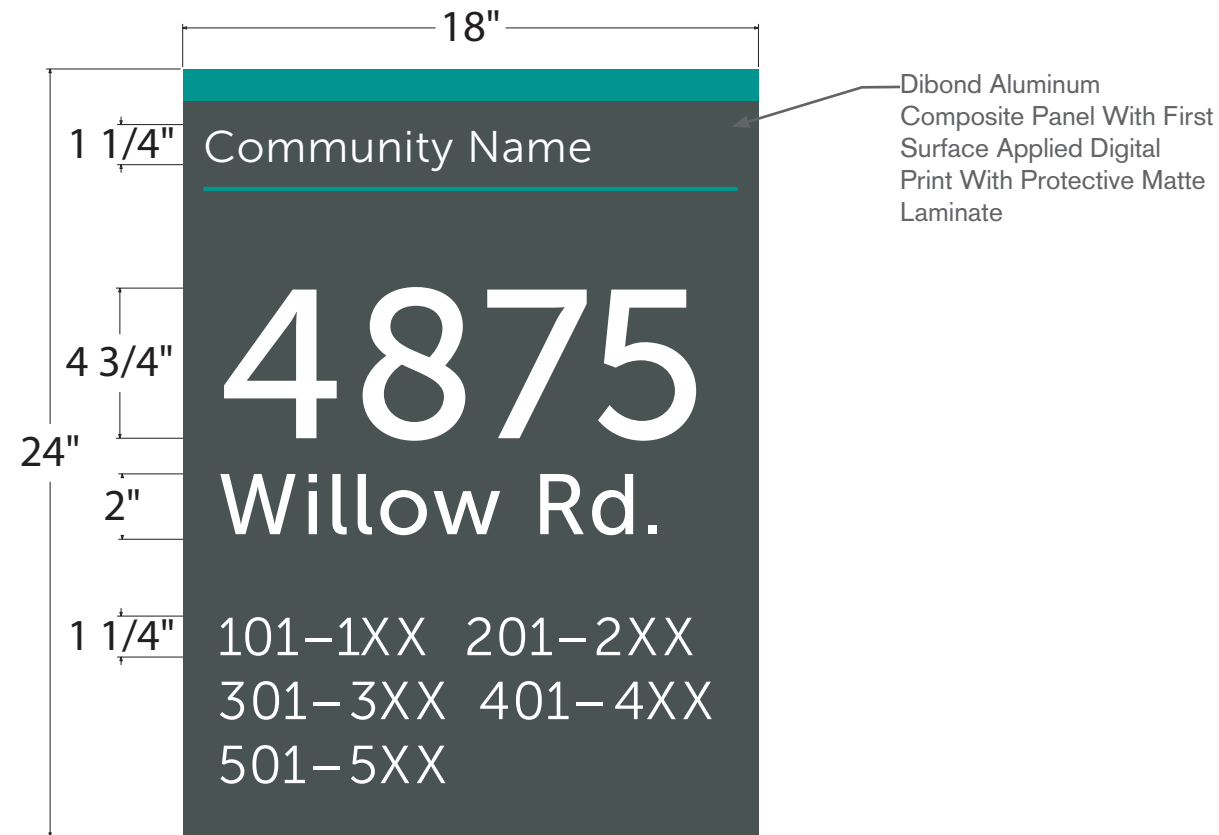 18"
Dibond Aluminum
Composite Panel With First
Surface Applied Digital
Print With Protective Matte
Laminate
1 1/4"
Community Name
4 3/4"
4875
24"
2"
Willow Rd.
1 1/4"
101–1XX 201–2XX
301–3XX 401–4XX
501–5XX